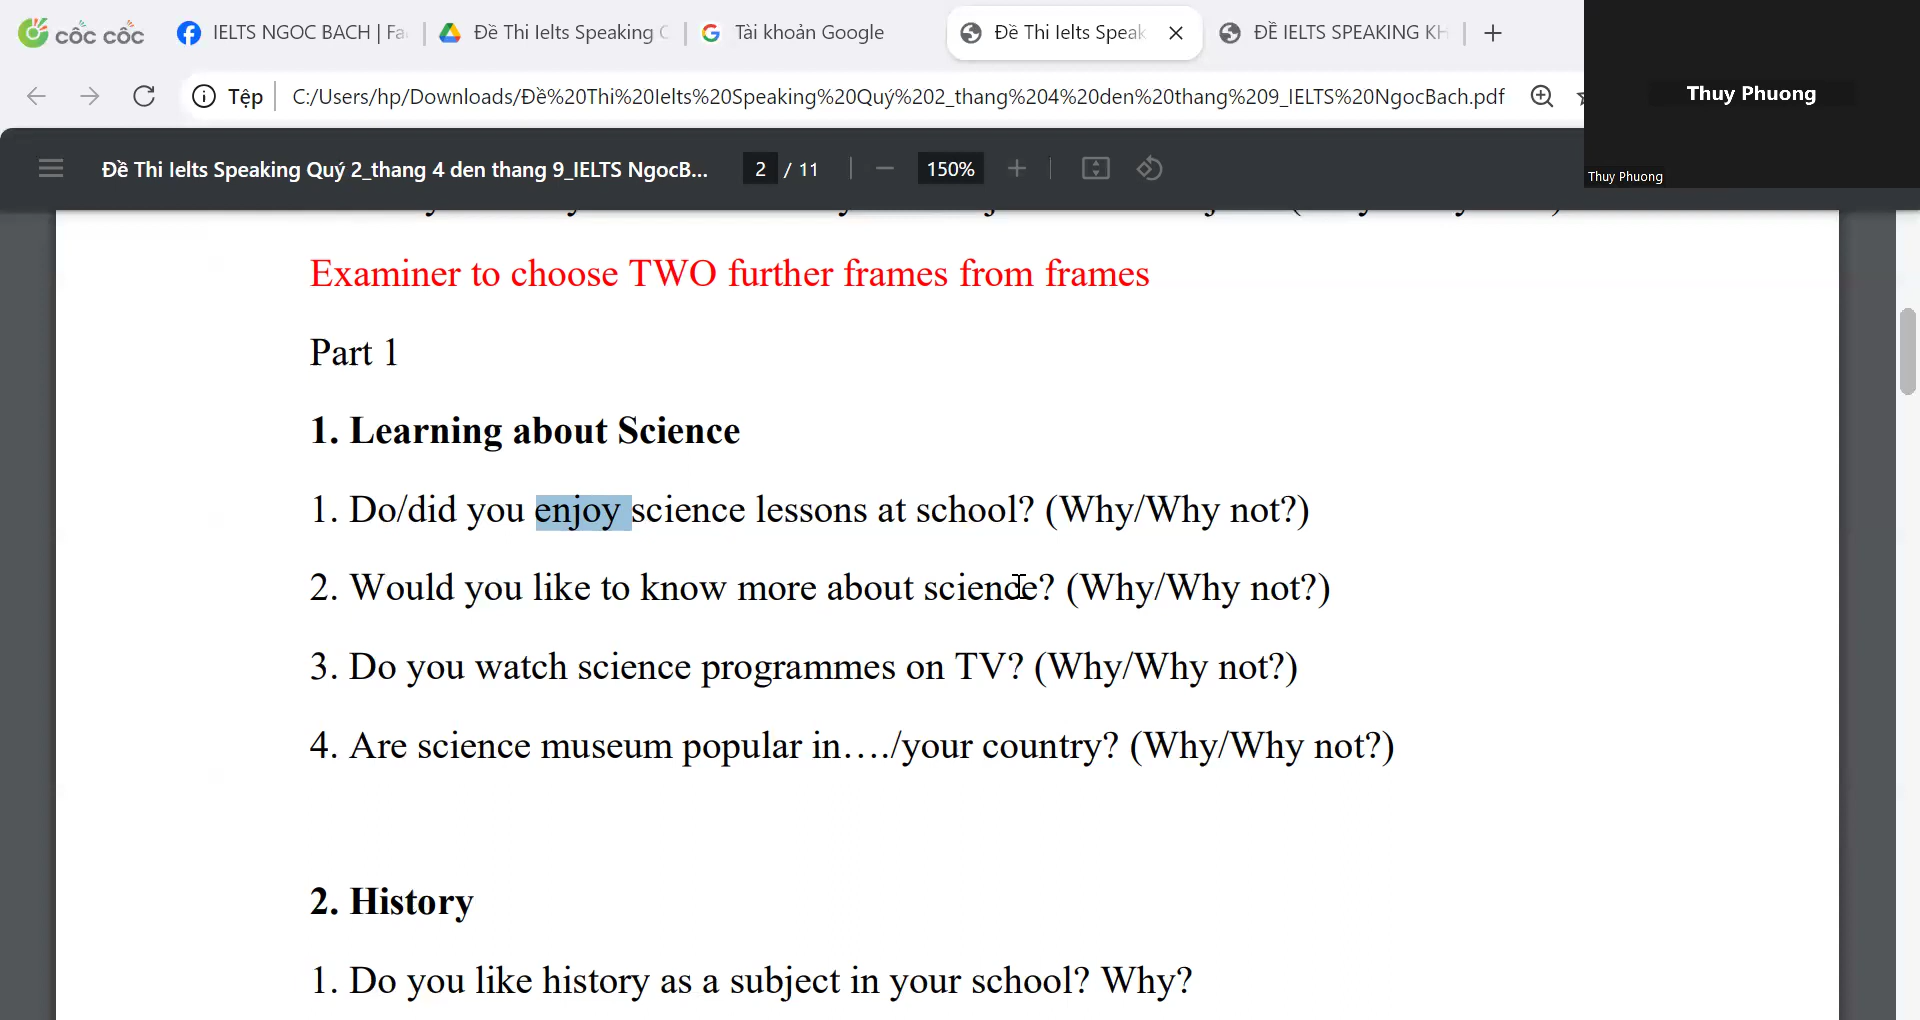 cốc cốc
IELTS NGOC BACH | Fa
Đề Thi Ielts Speaking
Tài khoản Google
Đề Thi Ielts Speak
ĐỀ IELTS SPEAKING KH
Tệp
C:/Users/hp/Downloads/Đề%20Thi%20Ielts%20Speaking%20Quý%202_thang%204%20den%20thang%209_IELTS%20NgocBach.pdf
Thuy Phuong
Thuy Phuong
Đề Thi Ielts Speaking Quý 2_thang 4 den thang 9_IELTS NgocB...
2 / 11
150%
Examiner to choose TWO further frames from frames
Part 1
1. Learning about Science
1. Do/did you enjoy science lessons at school? (Why/Why not?)
2. Would you like to know more about science? (Why/Why not?)
3. Do you watch science programmes on TV? (Why/Why not?)
4. Are science museum popular in…./your country? (Why/Why not?)
2. History
1. Do you like history as a subject in your school? Why?